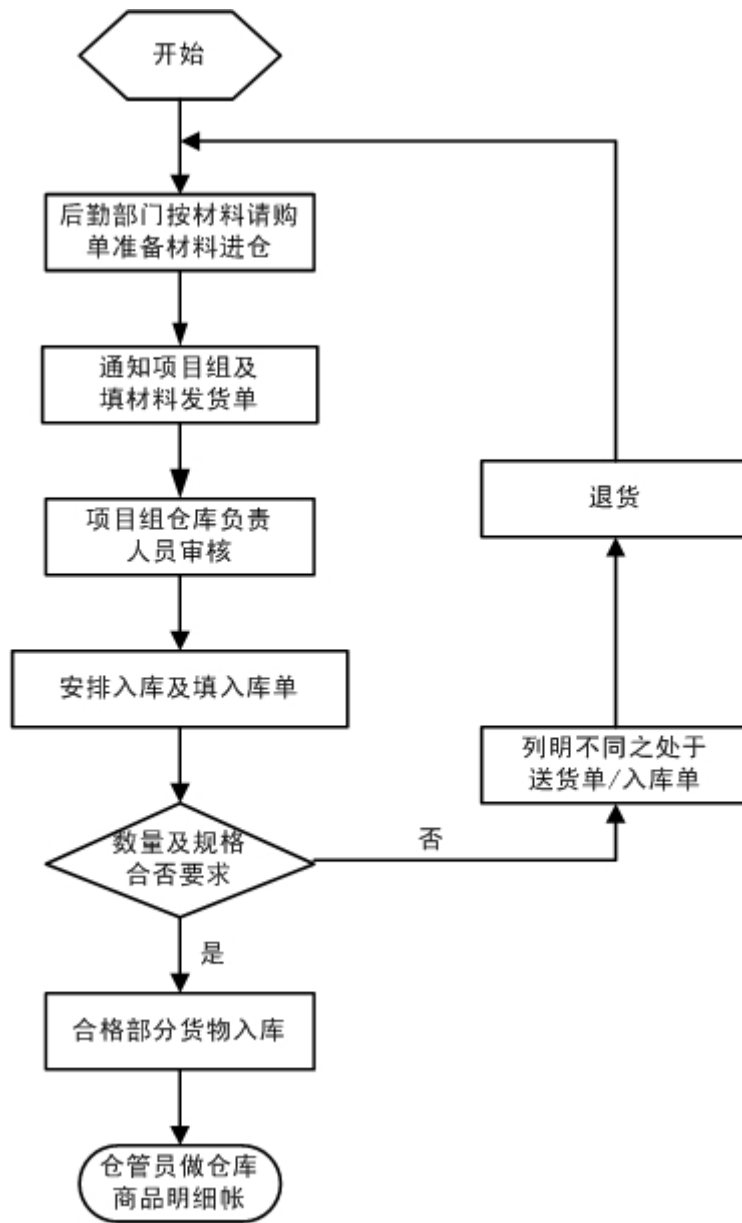 开始
后勤部门按材料请购
单准备材料进仓
通知项目组及
填材料发货单
项目组仓库负责
人员审核
退货
安排入库及填入库单
列明不同之处于
送货单/入库单
数量及规格
合否要求
否
是
合格部分货物入库
仓管员做仓库
商品明细帐